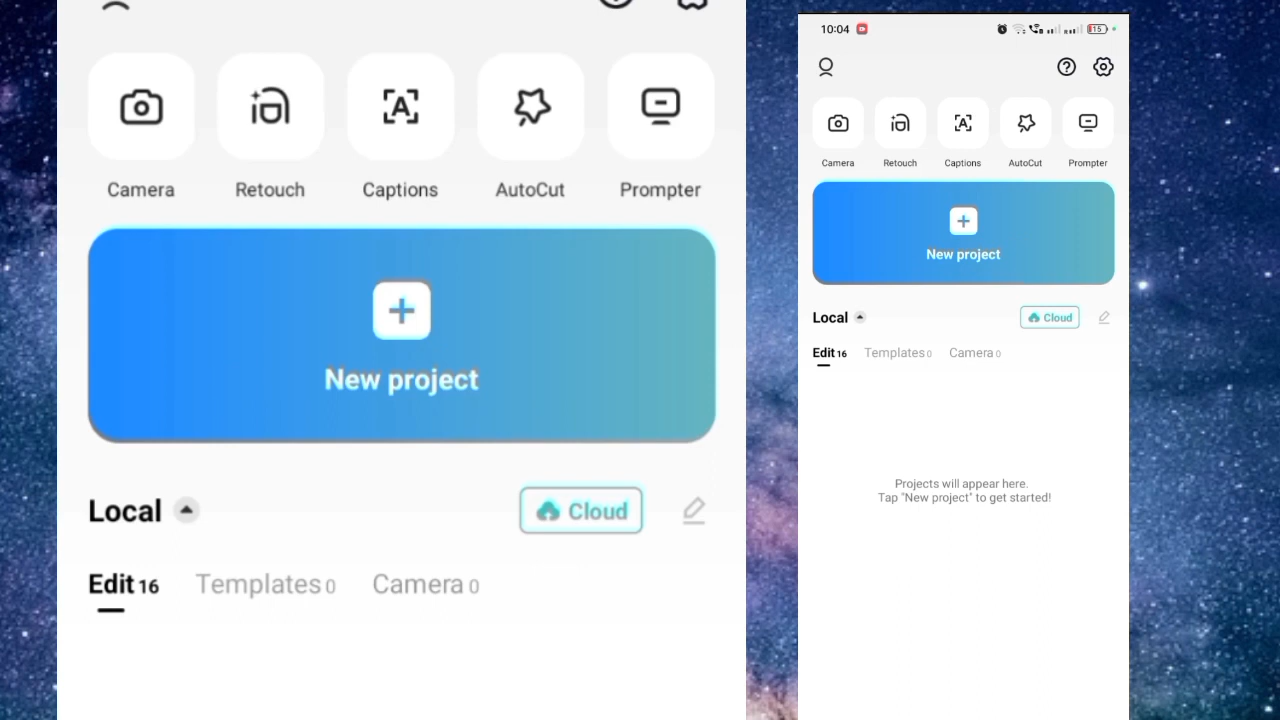 Camera Retouch Captions AutoCut Prompter
New project
Local Cloud
Edit 16 Templates 0 Camera 0
10:04 15
Camera Retouch Captions AutoCut Prompter
New project
Local Cloud
Edit 16 Templates 0 Camera 0
Projects will appear here.
Tap "New project" to get started!